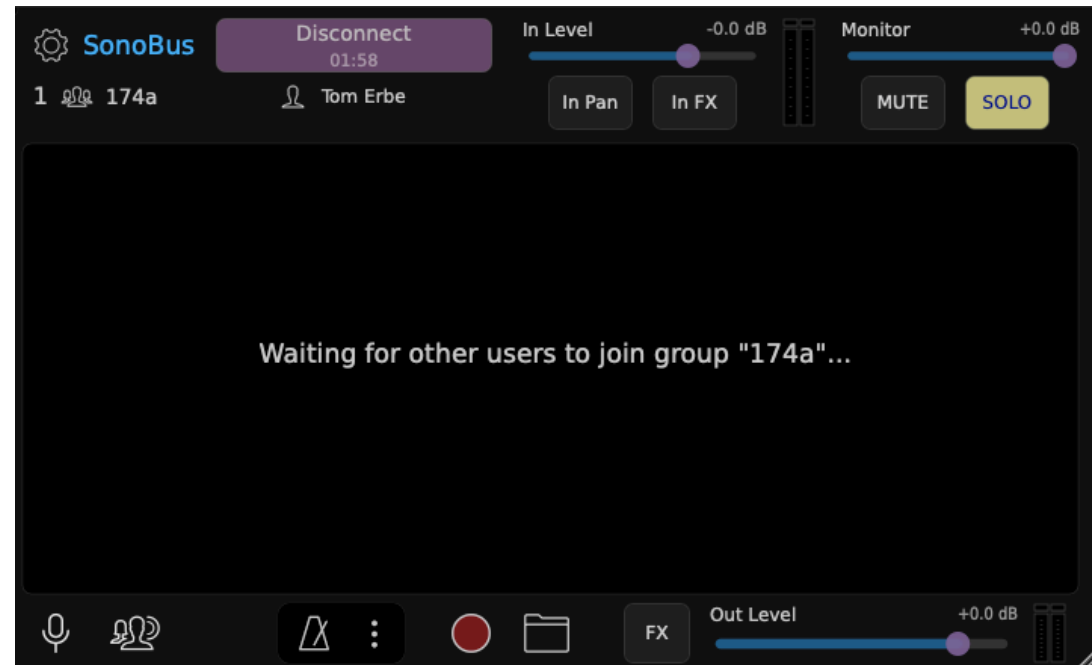 SonoBus
Disconnect
01:58
In Level
-0.0 dB
Monitor
+0.0 dB
1
174a
Tom Erbe
In Pan
In FX
MUTE
SOLO
Waiting for other users to join group "174a"...
FX
Out Level
+0.0 dB